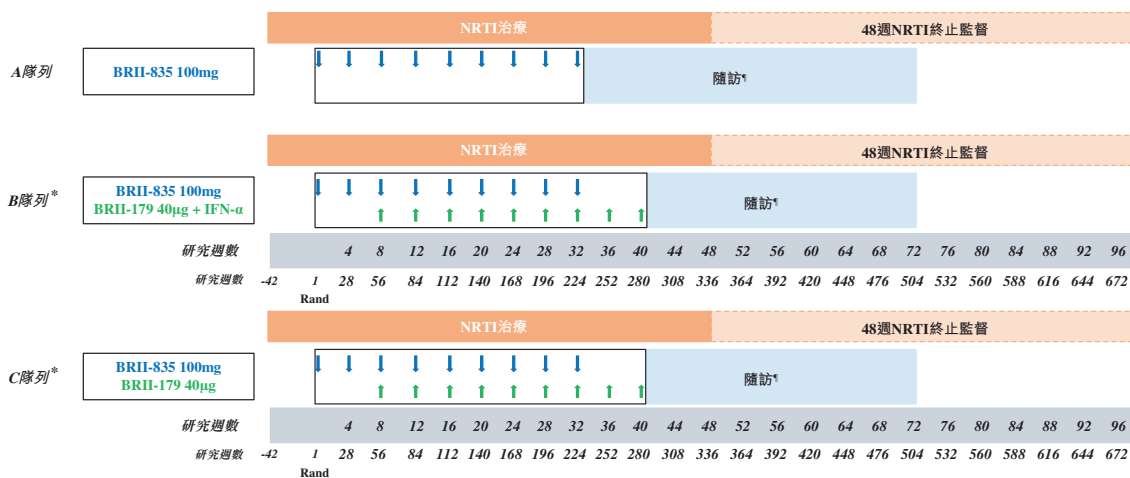 NRTI治療 48週NRTI終止監督
A隊列 BRII-835 100mg 隨訪¶
NRTI治療 48週NRTI終止監督
B隊列* BRII-835 100mg
BRII-179 40μg + IFN-α 隨訪¶
研究週數 4 8 12 16 20 24 28 32 36 40 44 48 52 56 60 64 68 72 76 80 84 88 92 96
研究週數 -42 1 28 56 84 112 140 168 196 224 252 280 308 336 364 392 420 448 476 504 532 560 588 616 644 672
Rand
NRTI治療 48週NRTI終止監督
C隊列* BRII-835 100mg
BRII-179 40μg 隨訪¶
研究週數 4 8 12 16 20 24 28 32 36 40 44 48 52 56 60 64 68 72 76 80 84 88 92 96
研究週數 -42 1 28 56 84 112 140 168 196 224 252 280 308 336 364 392 420 448 476 504 532 560 588 616 644 672
Rand